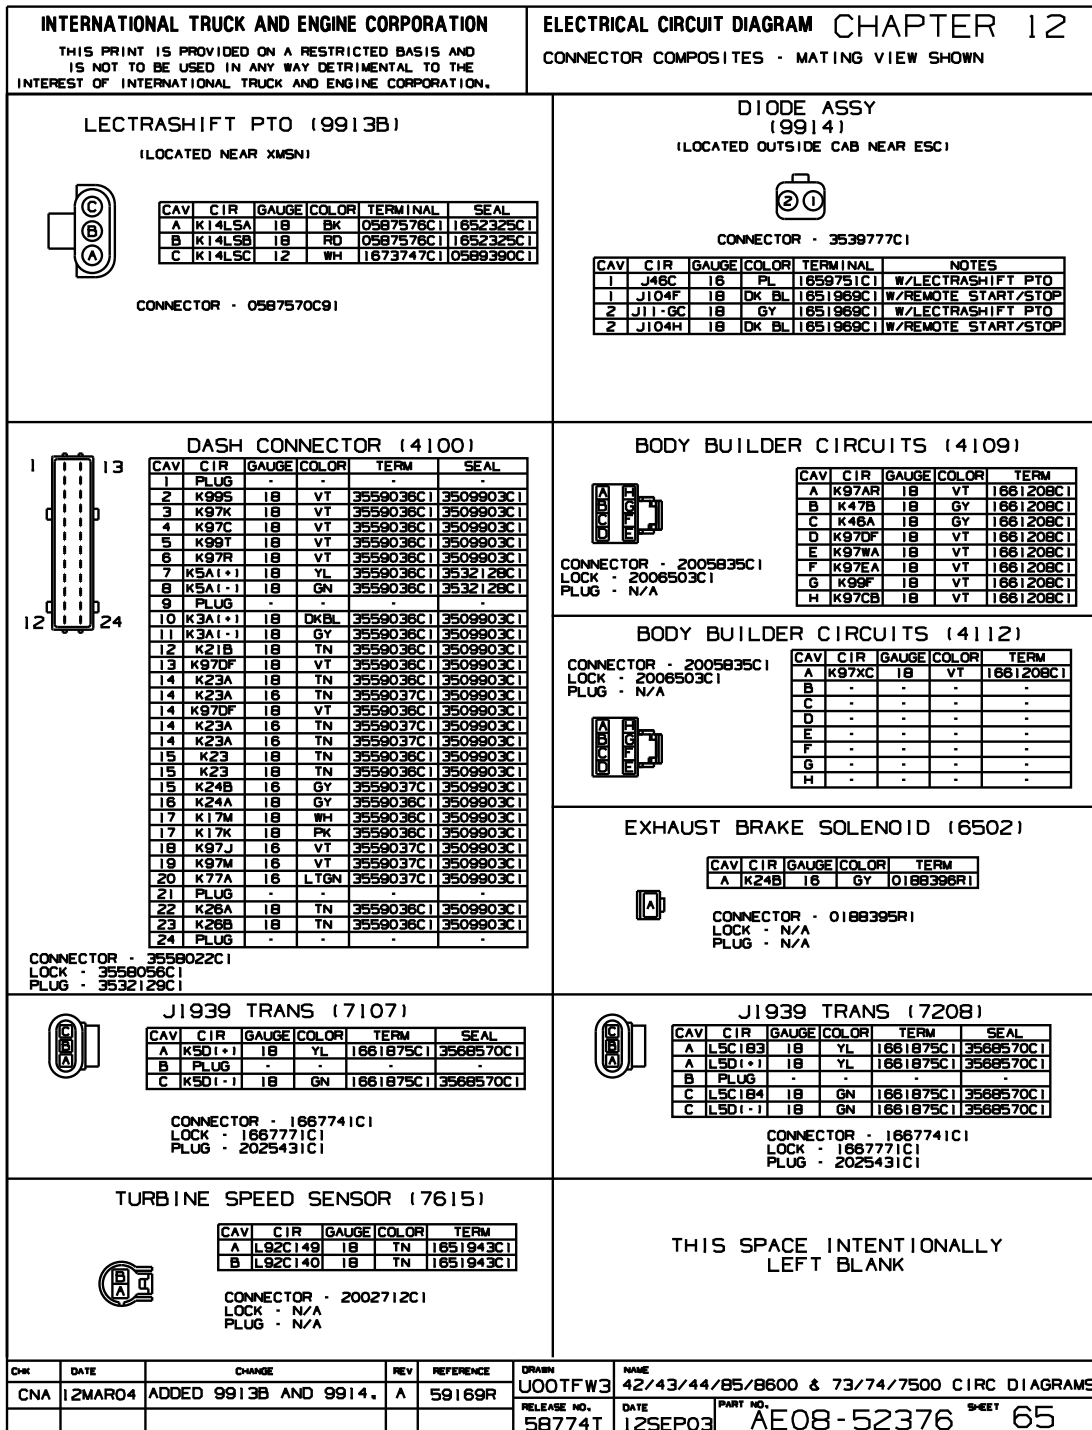 INTERNATIONAL TRUCK AND ENGINE CORPORATION
THIS PRINT IS PROVIDED ON A RESTRICTED BASIS AND
IS NOT TO BE USED IN ANY WAY DETRIMENTAL TO THE
INTEREST OF INTERNATIONAL TRUCK AND ENGINE CORPORATION.
ELECTRICAL CIRCUIT DIAGRAM CHAPTER 12
CONNECTOR COMPOSITES - MATING VIEW SHOWN
LECTRASHIFT PTO (9913B)
(LOCATED NEAR XMSN)
C
B
A
CAV CIR GAUGE COLOR TERMINAL SEAL
A K14LSA 18 BK 0587576C1 1652325C1
B K14LSB 18 RD 0587576C1 1652325C1
C K14LSC 12 WH 1673747C1 0589390C1
CONNECTOR - 0587570C91
DIODE ASSY
(9914)
(LOCATED OUTSIDE CAB NEAR ESC)
2 1
CONNECTOR - 3539777C1
CAV CIR GAUGE COLOR TERMINAL NOTES
1 J46C 16 PL 1659751C1 W/LECTRASHIFT PTO
1 J104F 18 DK BL 1651969C1 W/REMOTE START/STOP
2 J11-GC 18 GY 1651969C1 W/LECTRASHIFT PTO
2 J104H 18 DK BL 1651969C1 W/REMOTE START/STOP
DASH CONNECTOR (4100)
1 13
12 24
CAV CIR GAUGE COLOR TERM SEAL
1 PLUG - - - -
2 K99S 18 VT 3559036C1 3509903C1
3 K97K 18 VT 3559036C1 3509903C1
4 K97C 18 VT 3559036C1 3509903C1
5 K99T 18 VT 3559036C1 3509903C1
6 K97R 18 VT 3559036C1 3509903C1
7 K5A(+) 18 YL 3559036C1 3532128C1
8 K5A(-) 18 GN 3559036C1 3532128C1
9 PLUG - - - -
10 K3A(+) 18 DKBL 3559036C1 3509903C1
11 K3A(-) 18 GY 3559036C1 3509903C1
12 K21B 18 TN 3559036C1 3509903C1
13 K97DF 18 VT 3559036C1 3509903C1
14 K23A 18 TN 3559036C1 3509903C1
14 K23A 16 TN 3559037C1 3509903C1
14 K97DF 18 VT 3559036C1 3509903C1
14 K23A 16 TN 3559037C1 3509903C1
14 K23A 16 TN 3559037C1 3509903C1
15 K23 18 TN 3559036C1 3509903C1
15 K23 18 TN 3559036C1 3509903C1
15 K24B 16 GY 3559037C1 3509903C1
16 K24A 18 GY 3559036C1 3509903C1
17 K17M 18 WH 3559036C1 3509903C1
17 K17K 18 PK 3559036C1 3509903C1
18 K97J 16 VT 3559037C1 3509903C1
19 K97M 16 VT 3559037C1 3509903C1
20 K77A 16 LTGN 3559037C1 3509903C1
21 PLUG - - - -
22 K26A 18 TN 3559036C1 3509903C1
23 K26B 18 TN 3559036C1 3509903C1
24 PLUG - - - -
CONNECTOR - 3558022C1
LOCK - 3558056C1
PLUG - 3532129C1
BODY BUILDER CIRCUITS (4109)
A H
B G
C F
D E
CONNECTOR - 2005835C1
LOCK - 2006503C1
PLUG - N/A
CAV CIR GAUGE COLOR TERM
A K97AR 18 VT 1661208C1
B K47B 18 GY 1661208C1
C K46A 18 GY 1661208C1
D K97DF 18 VT 1661208C1
E K97WA 18 VT 1661208C1
F K97EA 18 VT 1661208C1
G K99F 18 VT 1661208C1
H K97CB 18 VT 1661208C1
BODY BUILDER CIRCUITS (4112)
CONNECTOR - 2005835C1
LOCK - 2006503C1
PLUG - N/A
A H
B G
C F
D E
CAV CIR GAUGE COLOR TERM
A K97XC 18 VT 1661208C1
B - - - -
C - - - -
D - - - -
E - - - -
F - - - -
G - - - -
H - - - -
EXHAUST BRAKE SOLENOID (6502)
A
CAV CIR GAUGE COLOR TERM
A K24B 16 GY 0188396R1
CONNECTOR - 0188395R1
LOCK - N/A
PLUG - N/A
J1939 TRANS (7107)
C
B
A
CAV CIR GAUGE COLOR TERM SEAL
A K5D(+) 18 YL 1661875C1 3568570C1
B PLUG - - - -
C K5D(-) 18 GN 1661875C1 3568570C1
CONNECTOR - 1667741C1
LOCK - 1667771C1
PLUG - 2025431C1
J1939 TRANS (7208)
C
B
A
CAV CIR GAUGE COLOR TERM SEAL
A L5C183 18 YL 1661875C1 3568570C1
A L5D(+) 18 YL 1661875C1 3568570C1
B PLUG - - - -
C L5C184 18 GN 1661875C1 3568570C1
C L5D(-) 18 GN 1661875C1 3568570C1
CONNECTOR - 1667741C1
LOCK - 1667771C1
PLUG - 2025431C1
TURBINE SPEED SENSOR (7615)
B
A
CAV CIR GAUGE COLOR TERM
A L92C149 18 TN 1651943C1
B L92C140 18 TN 1651943C1
CONNECTOR - 2002712C1
LOCK - N/A
PLUG - N/A
THIS SPACE INTENTIONALLY
LEFT BLANK
CHK DATE CHANGE REV REFERENCE
CNA 12MAR04 ADDED 9913B AND 9914. A 59169R
DRAWN NAME
U00TFW3 42/43/44/85/8600 & 73/74/7500 CIRC DIAGRAMS
RELEASE NO. DATE PART NO. SHEET
58774T 12SEP03 AE08-52376 65